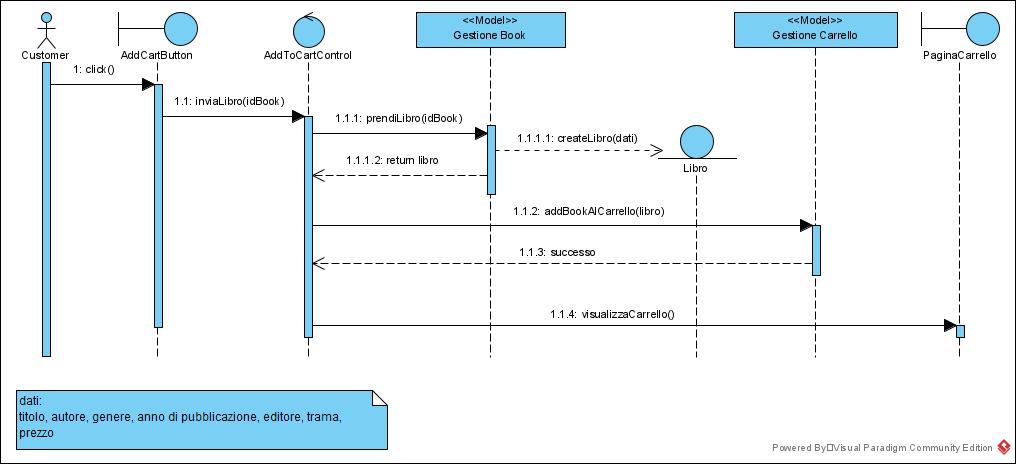 <<Model>>
Gestione Book
<<Model>>
Gestione Carrello
Customer
AddCartButton
AddToCartControl
PaginaCarrello
1: click()
1.1: inviaLibro(idBook)
1.1.1: prendiLibro(idBook)
1.1.1.1: createLibro(dati)
1.1.1.2: return libro
Libro
1.1.2: addBookAlCarrello(libro)
1.1.3: successo
1.1.4: visualizzaCarrello()
dati:
titolo, autore, genere, anno di pubblicazione, editore, trama,
prezzo
Powered By Visual Paradigm Community Edition